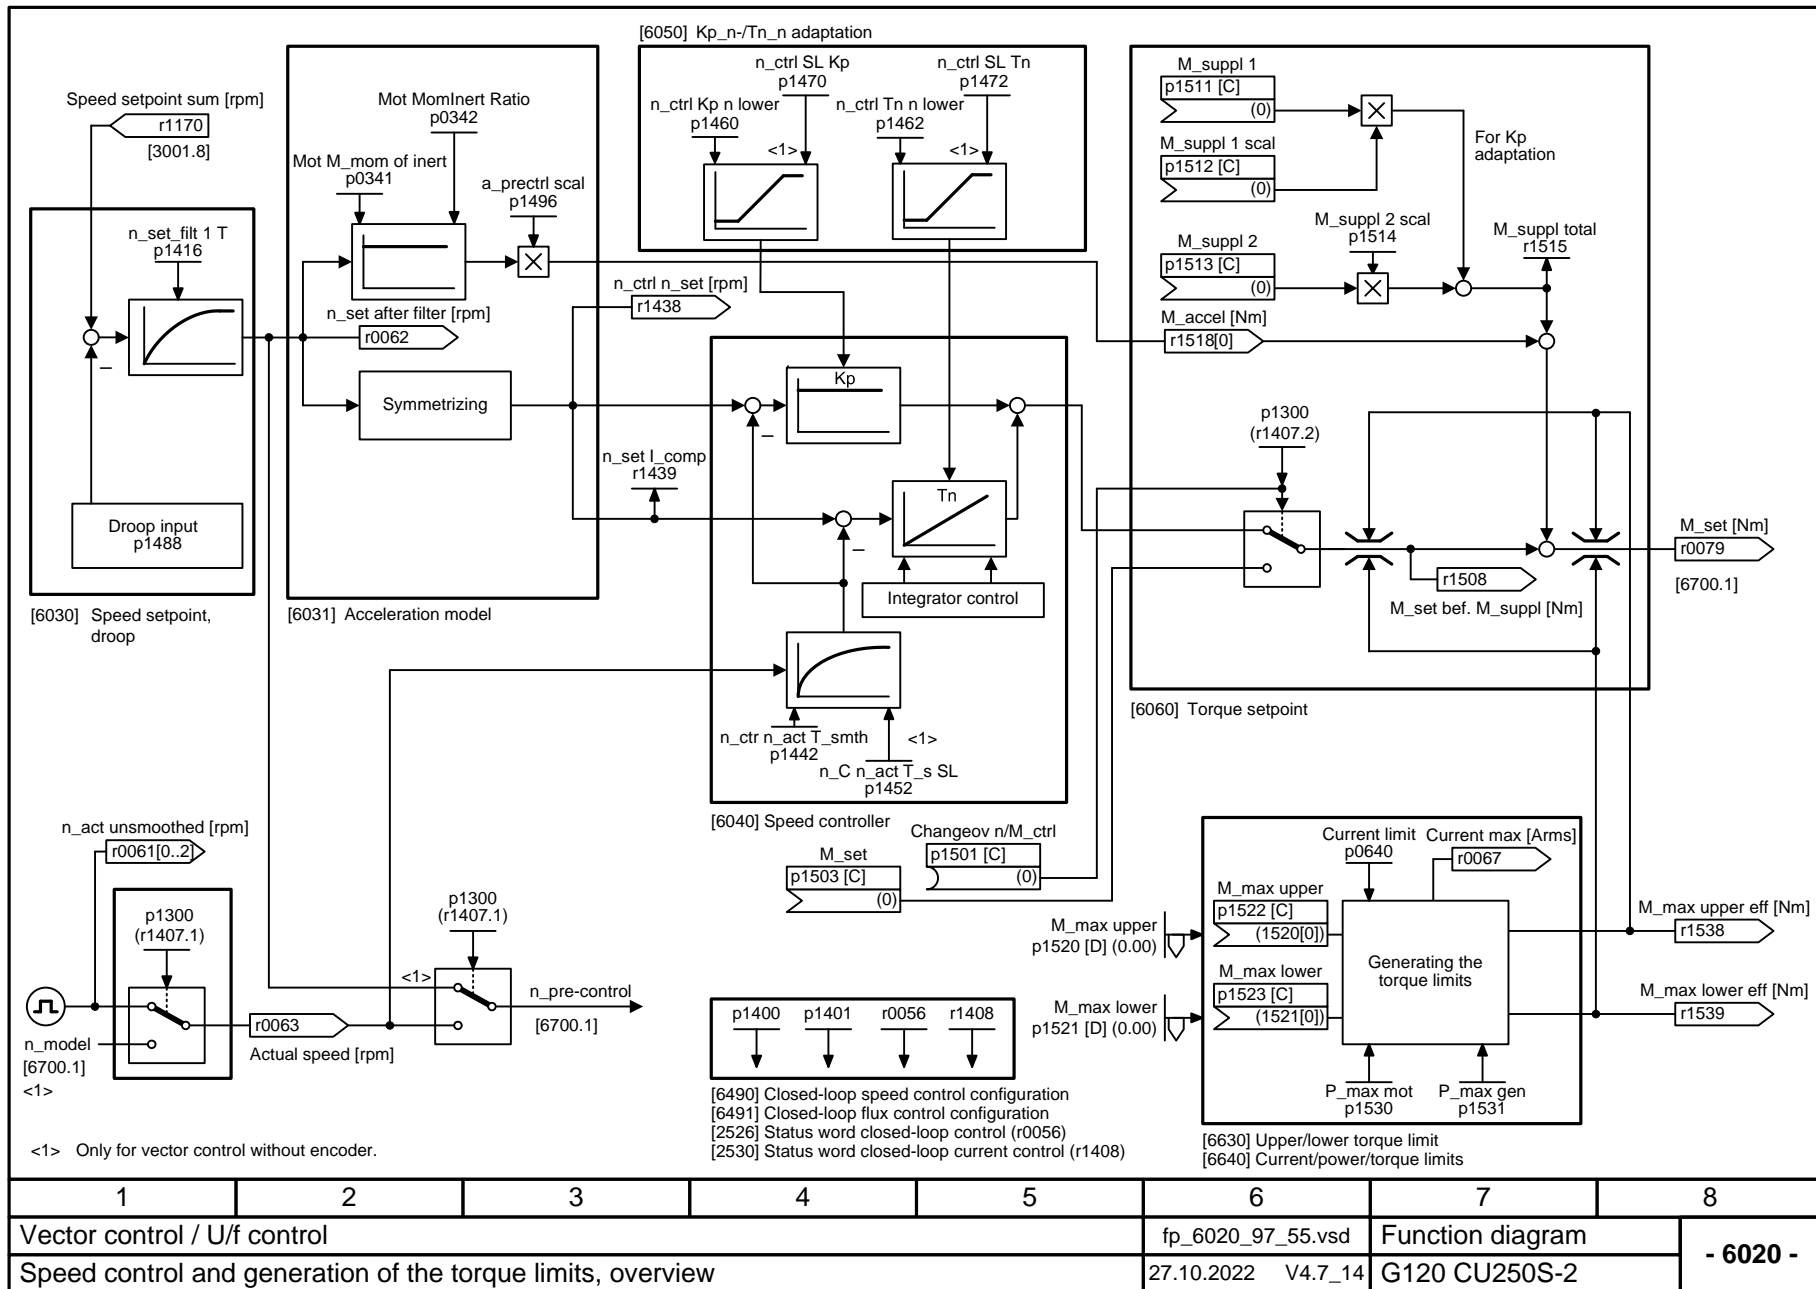 [6050] Kp_n-/Tn_n adaptation
n_ctrl SL Kp
p1470
n_ctrl SL Tn
p1472
n_ctrl Kp n lower
p1460
n_ctrl Tn n lower
p1462
<1>
<1>
Speed setpoint sum [rpm]
r1170
[3001.8]
Mot MomInert Ratio
p0342
Mot M_mom of inert
p0341
a_prectrl scal
p1496
n_set_filt 1 T
p1416
n_set after filter [rpm]
r0062
n_ctrl n_set [rpm]
r1438
Symmetrizing
n_set I_comp
r1439
Droop input
p1488
[6030] Speed setpoint,
droop
[6031] Acceleration model
Kp
Tn
–
–
–
Integrator control
n_ctr n_act T_smth
p1442
<1>
n_C n_act T_s SL
p1452
[6040] Speed controller
M_suppl 1
p1511 [C]
(0)
M_suppl 1 scal
p1512 [C]
(0)
For Kp
adaptation
M_suppl 2 scal
p1514
M_suppl total
r1515
M_suppl 2
p1513 [C]
(0)
M_accel [Nm]
r1518[0]
p1300
(r1407.2)
M_set [Nm]
r0079
[6700.1]
r1508
M_set bef. M_suppl [Nm]
[6060] Torque setpoint
n_act unsmoothed [rpm]
r0061[0..2]
p1300
(r1407.1)
n_model
[6700.1]
<1>
r0063
Actual speed [rpm]
p1300
(r1407.1)
<1>
n_pre-control
[6700.1]
M_set
p1503 [C]
(0)
Changeov n/M_ctrl
p1501 [C]
(0)
p1400
p1401
r0056
r1408
[6490] Closed-loop speed control configuration
[6491] Closed-loop flux control configuration
[2526] Status word closed-loop control (r0056)
[2530] Status word closed-loop current control (r1408)
M_max upper
p1520 [D] (0.00)
M_max lower
p1521 [D] (0.00)
Current limit
p0640
Current max [Arms]
r0067
M_max upper
p1522 [C]
(1520[0])
M_max lower
p1523 [C]
(1521[0])
Generating the
torque limits
P_max mot
p1530
P_max gen
p1531
M_max upper eff [Nm]
r1538
M_max lower eff [Nm]
r1539
[6630] Upper/lower torque limit
[6640] Current/power/torque limits
<1> Only for vector control without encoder.
1 2 3 4 5 6 7 8
Vector control / U/f control
fp_6020_97_55.vsd
Function diagram
- 6020 -
Speed control and generation of the torque limits, overview
27.10.2022 V4.7_14
G120 CU250S-2